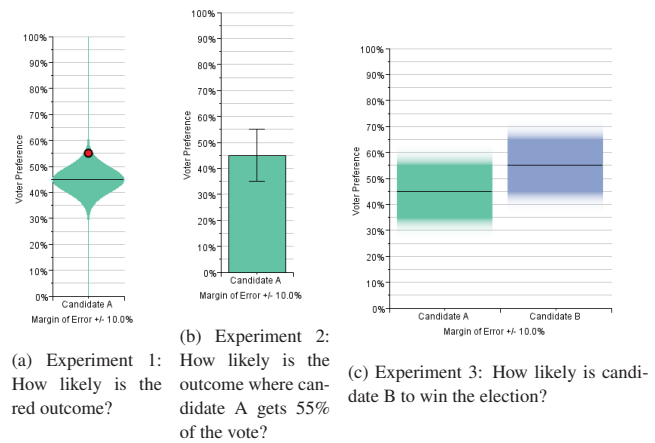 100%
90%
80%
70%
60%
50%
40%
30%
20%
10%
0%
Voter Preference
Candidate A
Margin of Error +/- 10.0%
(a) Experiment 1:
How likely is the
red outcome?
100%
90%
80%
70%
60%
50%
40%
30%
20%
10%
0%
Voter Preference
Candidate A
Margin of Error +/- 10.0%
(b) Experiment 2:
How likely is the
outcome where can-
didate A gets 55%
of the vote?
100%
90%
80%
70%
60%
50%
40%
30%
20%
10%
0%
Voter Preference
Candidate A
Candidate B
Margin of Error +/- 10.0%
(c) Experiment 3: How likely is candi-
date B to win the election?